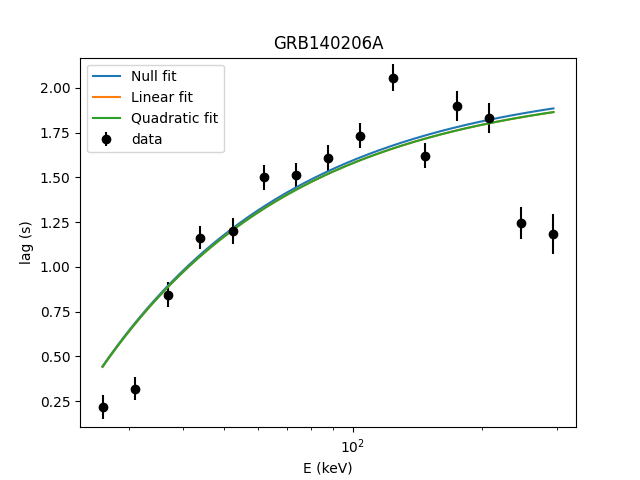 GRB140206A
Null fit
Linear fit
Quadratic fit
data
2.00
1.75
1.50
1.25
1.00
0.75
0.50
0.25
lag (s)
10²
E (keV)